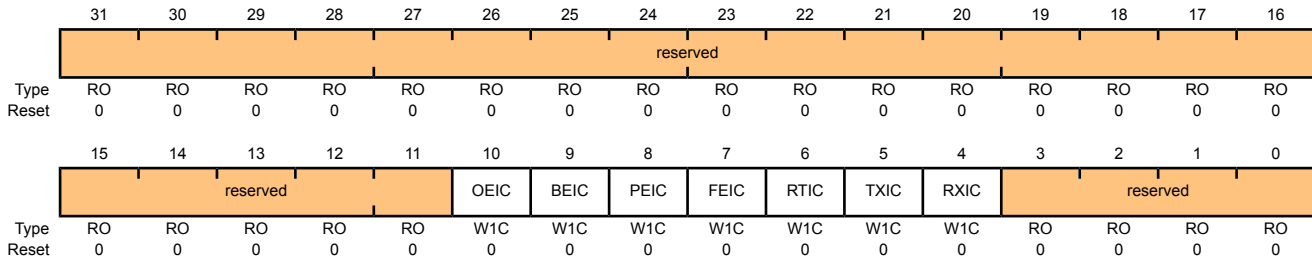 31 30 29 28 27 26 25 24 23 22 21 20 19 18 17 16
reserved
Type RO RO RO RO RO RO RO RO RO RO RO RO RO RO RO RO
Reset 0 0 0 0 0 0 0 0 0 0 0 0 0 0 0 0
15 14 13 12 11 10 9 8 7 6 5 4 3 2 1 0
reserved OEIC BEIC PEIC FEIC RTIC TXIC RXIC reserved
Type RO RO RO RO RO W1C W1C W1C W1C W1C W1C W1C RO RO RO RO
Reset 0 0 0 0 0 0 0 0 0 0 0 0 0 0 0 0